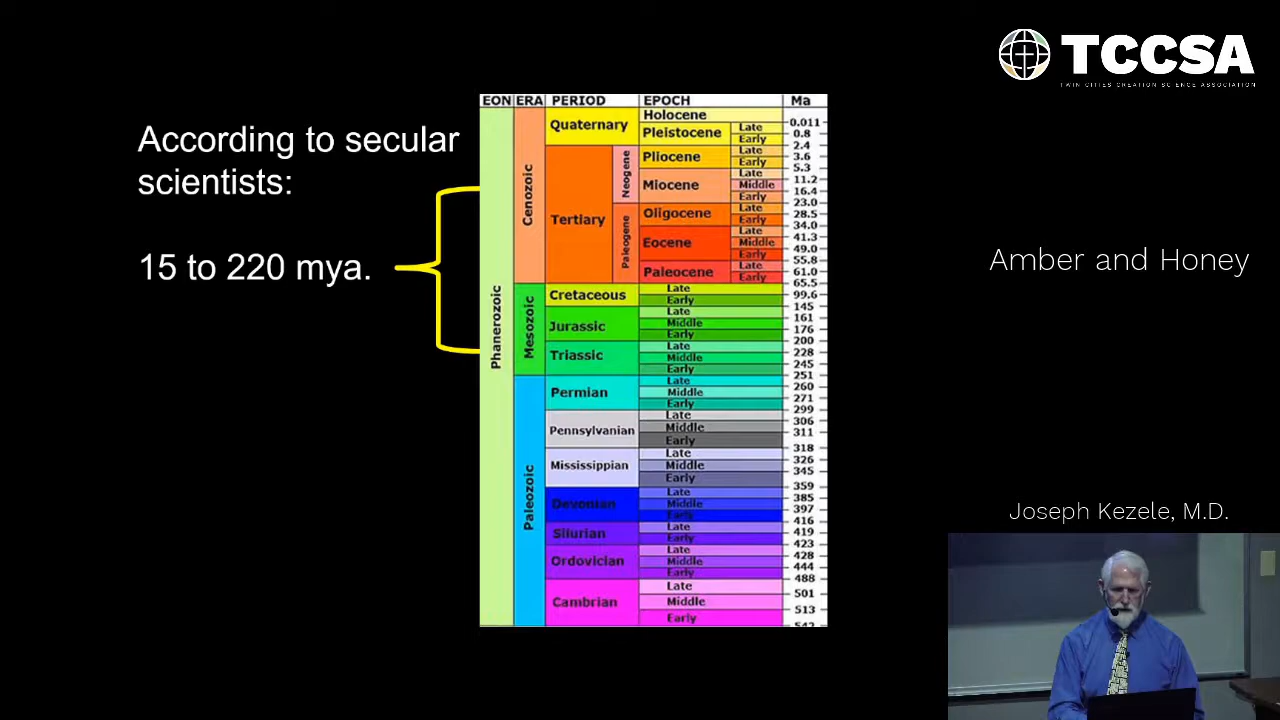 TCCSA
TWIN CITIES CREATION SCIENCE ASSOCIATION
According to secular
scientists:
15 to 220 mya.
EON ERA PERIOD EPOCH Ma
Phanerozoic
Cenozoic
Quaternary
Holocene
0.011
Pleistocene
Late
0.8
Early
2.4
Tertiary
Neogene
Pliocene
Late
3.6
Early
5.3
Miocene
Late
11.2
Middle
16.4
Early
23.0
Paleogene
Oligocene
Late
28.5
Early
34.0
Eocene
Late
41.3
Middle
49.0
Early
55.8
Paleocene
Late
61.0
Early
65.5
Mesozoic
Cretaceous
Late
99.6
Early
145
Jurassic
Late
161
Middle
176
Early
200
Triassic
Late
228
Middle
245
Early
251
Paleozoic
Permian
Late
260
Middle
271
Early
299
Pennsylvanian
Late
306
Middle
311
Early
318
Mississippian
Late
326
Middle
345
Early
359
Devonian
Late
385
Middle
397
Early
416
Silurian
Late
419
Early
423
Ordovician
Late
428
Middle
444
Early
488
Cambrian
Late
501
Middle
513
Early
542
Amber and Honey
Joseph Kezele, M.D.